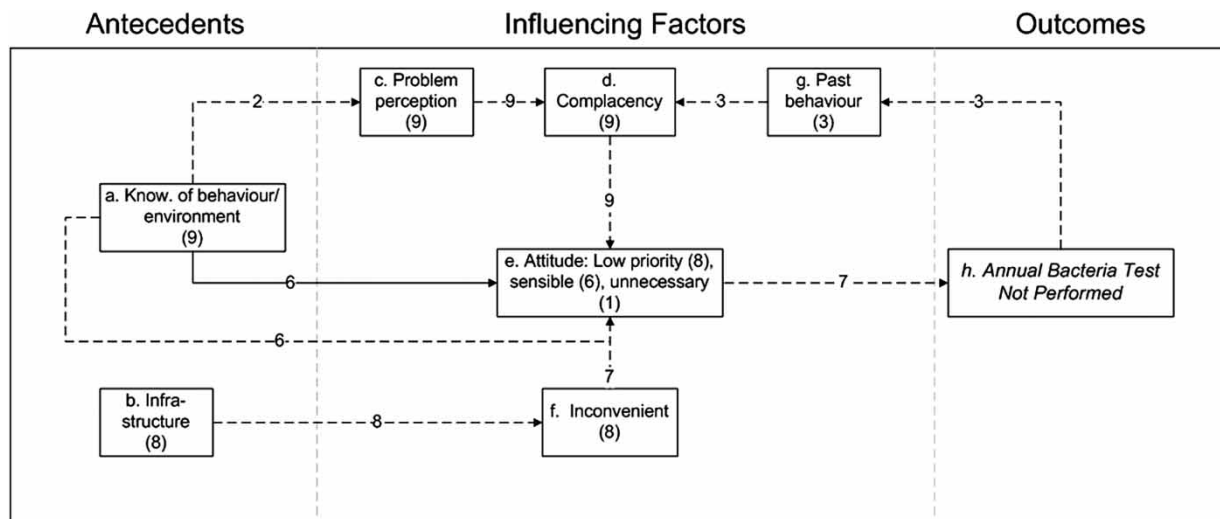 Antecedents
Influencing Factors
Outcomes
c. Problem
perception
(9)
d.
Complacency
(9)
g. Past
behaviour
(3)
2
9
3
3
a. Know. of behaviour/
environment
(9)
9
e. Attitude: Low priority (8),
sensible (6), unnecessary
(1)
h. Annual Bacteria Test
Not Performed
6
7
6
7
b. Infra-
structure
(8)
8
f. Inconvenient
(8)